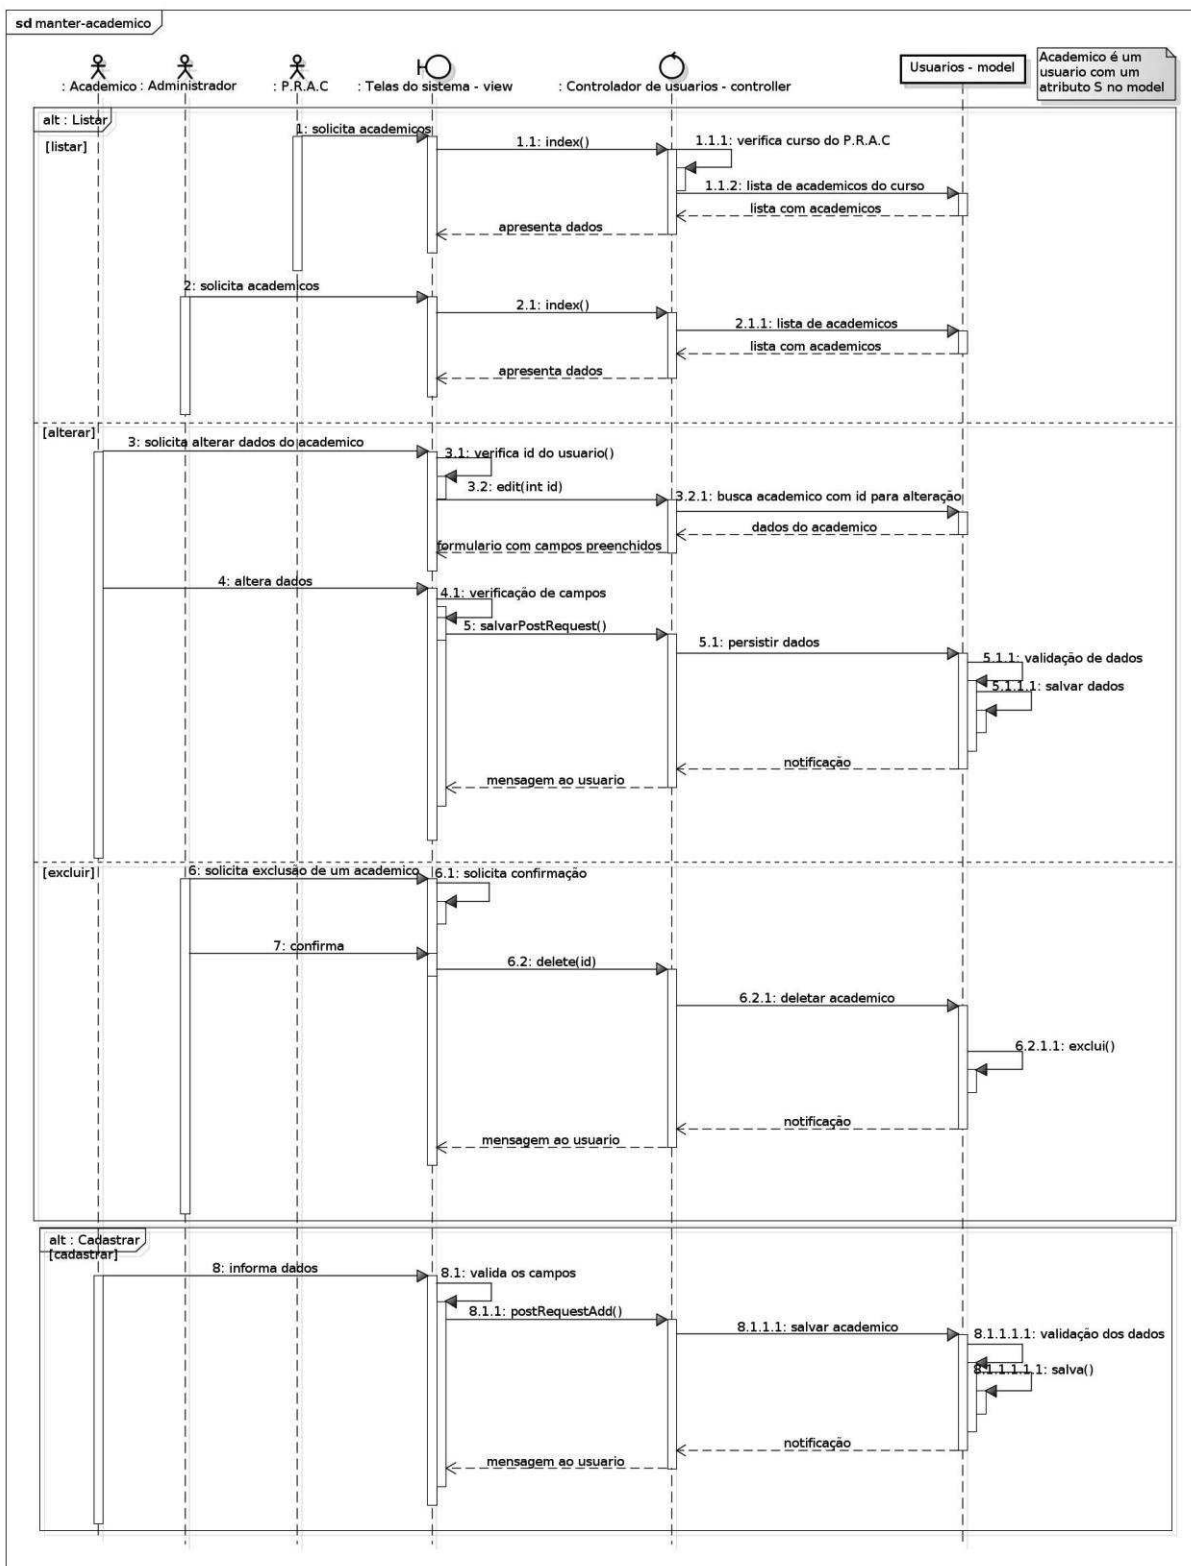 sd manter-academico
: Academico
: Administrador
: P.R.A.C
: Telas do sistema - view
: Controlador de usuarios - controller
Usuarios - model
Academico é um
usuario com um
atributo S no model
alt : Listar
[listar]
1: solicita academicos
1.1: index()
1.1.1: verifica curso do P.R.A.C
1.1.2: lista de academicos do curso
lista com academicos
apresenta dados
2: solicita academicos
2.1: index()
2.1.1: lista de academicos
lista com academicos
apresenta dados
[alterar]
3: solicita alterar dados do academico
3.1: verifica id do usuario()
3.2: edit(int id)
3.2.1: busca academico com id para alteração
dados do academico
formulario com campos preenchidos
4: altera dados
4.1: verificação de campos
5: salvarPostRequest()
5.1: persistir dados
5.1.1: validação de dados
5.1.1.1: salvar dados
notificação
mensagem ao usuario
[excluir]
6: solicita exclusão de um academico
6.1: solicita confirmação
7: confirma
6.2: delete(id)
6.2.1: deletar academico
6.2.1.1: exclui()
notificação
mensagem ao usuario
alt : Cadastrar
[cadastrar]
8: informa dados
8.1: valida os campos
8.1.1: postRequestAdd()
8.1.1.1: salvar academico
8.1.1.1.1: validação dos dados
8.1.1.1.1.1: salva()
notificação
mensagem ao usuario